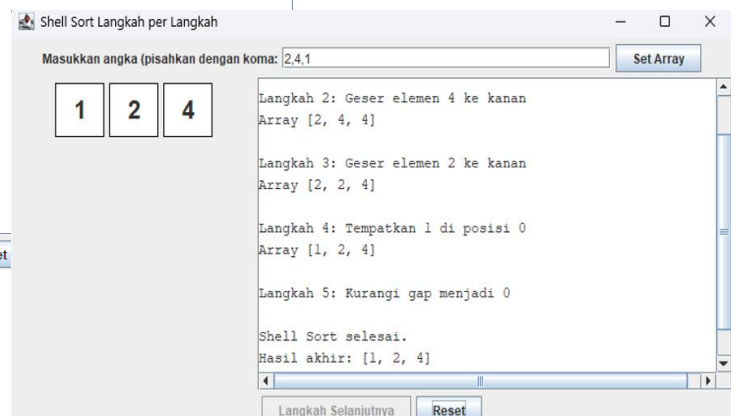 Shell Sort Langkah per Langkah
Masukkan angka (pisahkan dengan koma: 2,4,1 Set Array
1 2 4
Langkah 2: Geser elemen 4 ke kanan
Array [2, 4, 4]
Langkah 3: Geser elemen 2 ke kanan
Array [2, 2, 4]
Langkah 4: Tempatkan 1 di posisi 0
Array [1, 2, 4]
Langkah 5: Kurangi gap menjadi 0
Shell Sort selesai.
Hasil akhir: [1, 2, 4]
Langkah Selanjutnya Reset